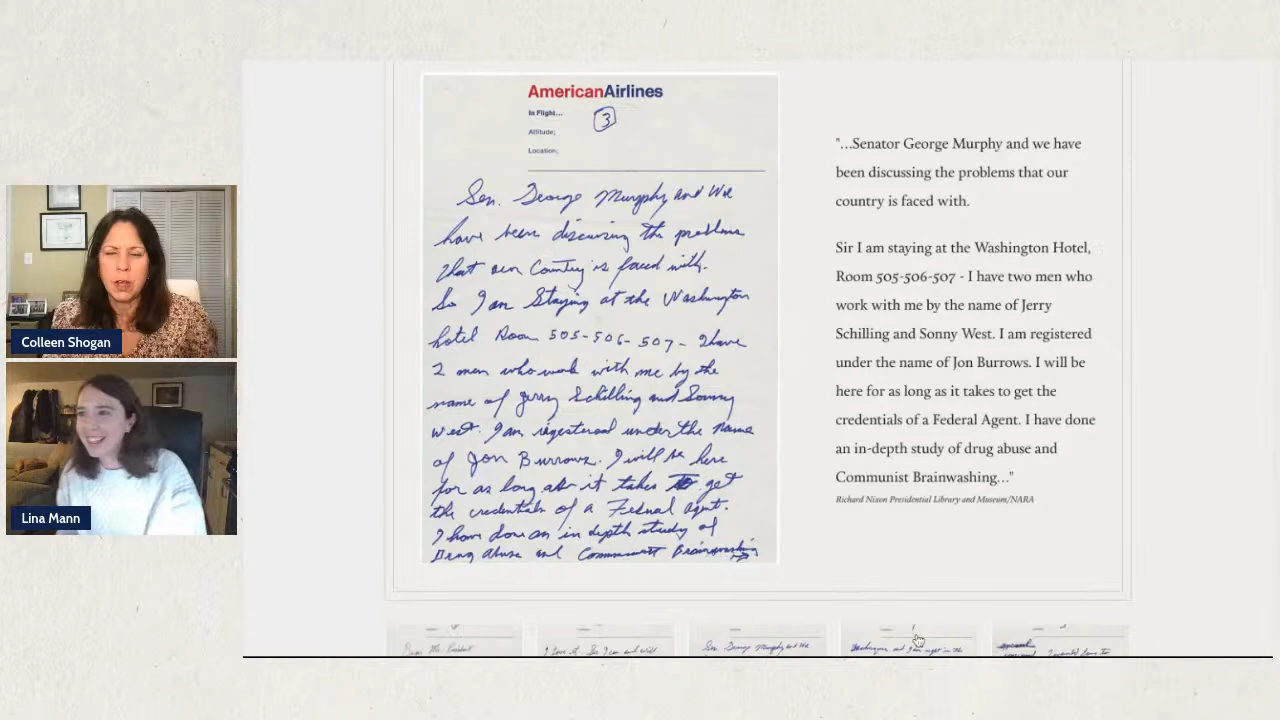 AmericanAirlines
In Flight...
3
Altitude;
Location;
Sen. George Murphy and We
have been discussing the problems
that our Country is faced with.
So I am Staying at the Washington
hotel Room 505-506-507- I have
2 men who work with me by the
name of Jerry Schilling and Sonny
West. I am registered under the name
of Jon Burrows. I will be here
for as long as it takes to get
the credentials of a Federal Agent.
I have done an in depth study of
Drug Abuse and Communist Brainwashing
"...Senator George Murphy and we have
been discussing the problems that our
country is faced with.
Sir I am staying at the Washington Hotel,
Room 505-506-507 - I have two men who
work with me by the name of Jerry
Schilling and Sonny West. I am registered
under the name of Jon Burrows. I will be
here for as long as it takes to get the
credentials of a Federal Agent. I have done
an in-depth study of drug abuse and
Communist Brainwashing..."
Richard Nixon Presidential Library and Museum/NARA
Colleen Shogan
Lina Mann
Dear Mr. President
Sen. George Murphy and We